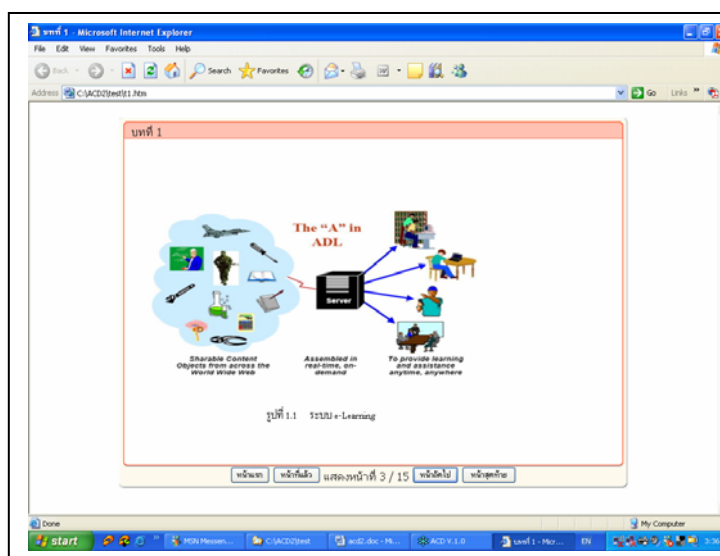 บทที่ 1 - Microsoft Internet Explorer
File Edit View Favorites Tools Help
Back Search Favorites
Address C:\ACD2\test\t1.htm Go Links
บทที่ 1
The "A" in
ADL
Server
Sharable Content
Objects from across the
World Wide Web
Assembled in
real-time, on-
demand
To provide learning
and assistance
anytime, anywhere
รูปที่ 1.1 ระบบ e-Learning
หน้าแรก หน้าที่แล้ว แสดงหน้าที่ 3 / 15 หน้าถัดไป หน้าสุดท้าย
Done My Computer
start MSN Messen... C:\ACD2\test acd2.doc - Mi... ACD V.1.0 บทที่ 1 - Micr... EN 3:36